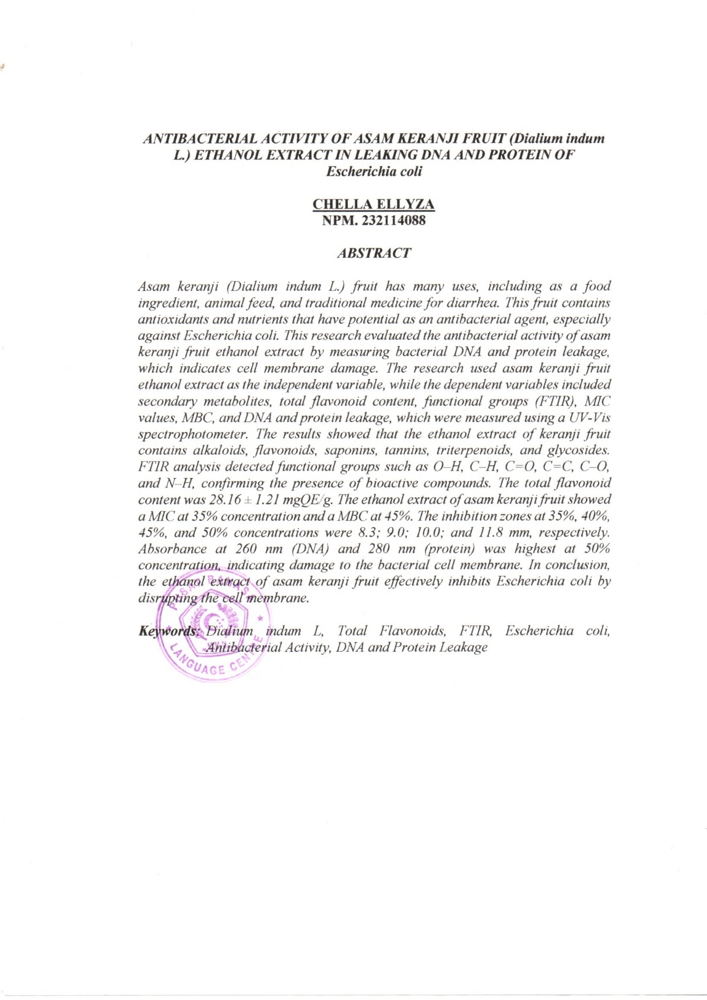 ANTIBACTERIAL ACTIVITY OF ASAM KERANJI FRUIT (Dialium indum
L.) ETHANOL EXTRACT IN LEAKING DNA AND PROTEIN OF
Escherichia coli
CHELLA ELLYZA
NPM. 232114088
ABSTRACT
Asam keranji (Dialium indum L.) fruit has many uses, including as a food
ingredient, animal feed, and traditional medicine for diarrhea. This fruit contains
antioxidants and nutrients that have potential as an antibacterial agent, especially
against Escherichia coli. This research evaluated the antibacterial activity of asam
keranji fruit ethanol extract by measuring bacterial DNA and protein leakage,
which indicates cell membrane damage. The research used asam keranji fruit
ethanol extract as the independent variable, while the dependent variables included
secondary metabolites, total flavonoid content, functional groups (FTIR), MIC
values, MBC, and DNA and protein leakage, which were measured using a UV-Vis
spectrophotometer. The results showed that the ethanol extract of keranji fruit
contains alkaloids, flavonoids, saponins, tannins, triterpenoids, and glycosides.
FTIR analysis detected functional groups such as O–H, C–H, C=O, C=C, C–O,
and N–H, confirming the presence of bioactive compounds. The total flavonoid
content was 28.16 ± 1.21 mgQE/g. The ethanol extract of asam keranji fruit showed
a MIC at 35% concentration and a MBC at 45%. The inhibition zones at 35%, 40%,
45%, and 50% concentrations were 8.3; 9.0; 10.0; and 11.8 mm, respectively.
Absorbance at 260 nm (DNA) and 280 nm (protein) was highest at 50%
concentration, indicating damage to the bacterial cell membrane. In conclusion,
the ethanol extract of asam keranji fruit effectively inhibits Escherichia coli by
disrupting the cell membrane.
Keywords: Dialium indum L, Total Flavonoids, FTIR, Escherichia coli,
Antibacterial Activity, DNA and Protein Leakage
PUSAT BAHASA
UMN
LANGUAGE CENTRE